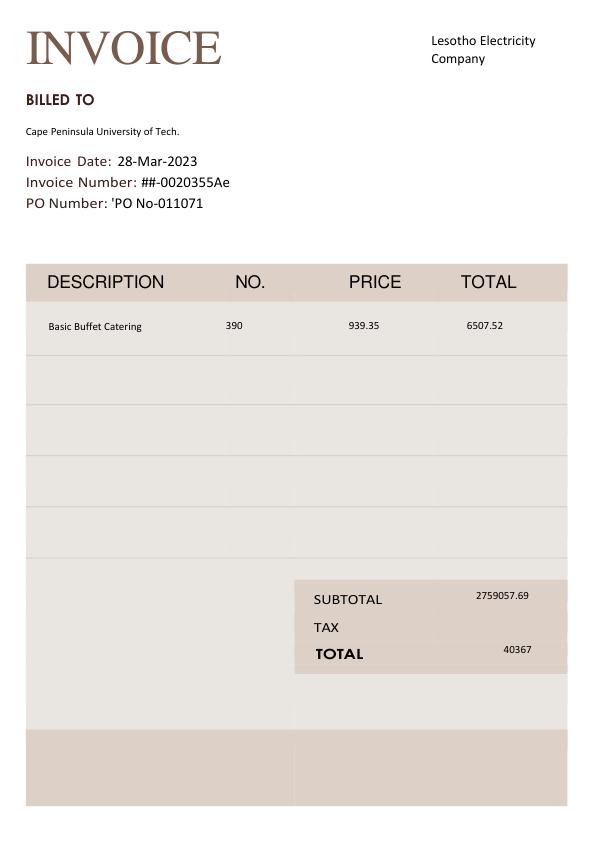 INVOICE
Lesotho Electricity
Company
BILLED TO
Cape Peninsula University of Tech.
Invoice Date: 28-Mar-2023
Invoice Number: ##-0020355Ae
PO Number: 'PO No-011071
DESCRIPTION NO. PRICE TOTAL
Basic Buffet Catering 390 939.35 6507.52
SUBTOTAL 2759057.69
TAX
TOTAL 40367